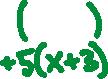 (     )
+5(x+3)